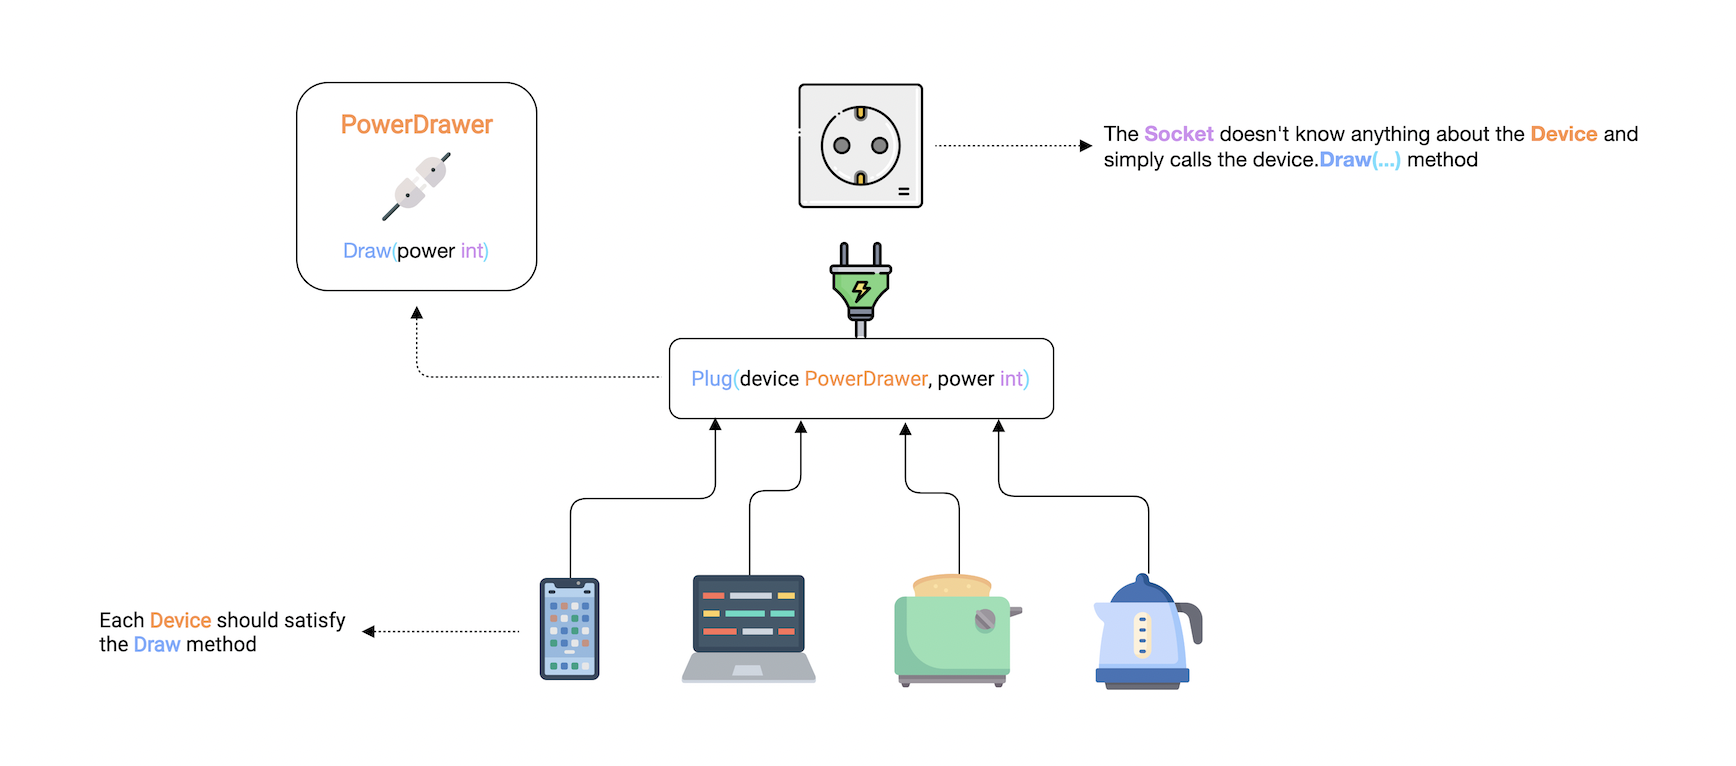 PowerDrawer
Draw(power int)
The Socket doesn't know anything about the Device and
simply calls the device.Draw(...) method
Plug(device PowerDrawer, power int)
Each Device should satisfy
the Draw method